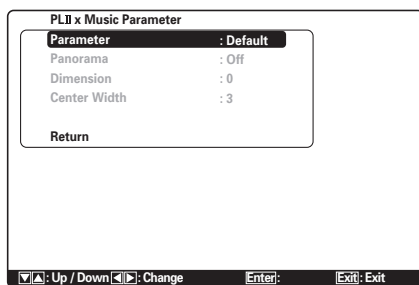 PLII x Music Parameter
Parameter : Default
Panorama : Off
Dimension : 0
Center Width : 3
Return
▼▲: Up / Down ◀▶: Change Enter: Exit: Exit